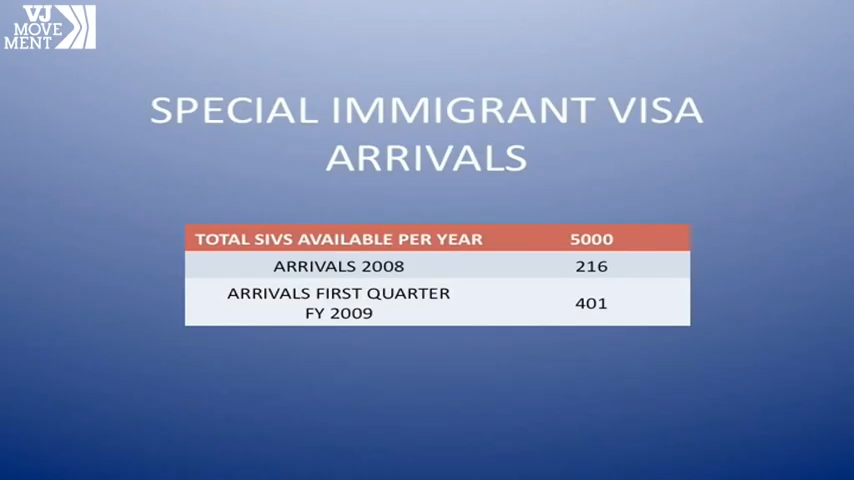 VJ
MOVE
MENT
SPECIAL IMMIGRANT VISA
ARRIVALS
TOTAL SIVS AVAILABLE PER YEAR 5000
ARRIVALS 2008 216
ARRIVALS FIRST QUARTER
FY 2009 401